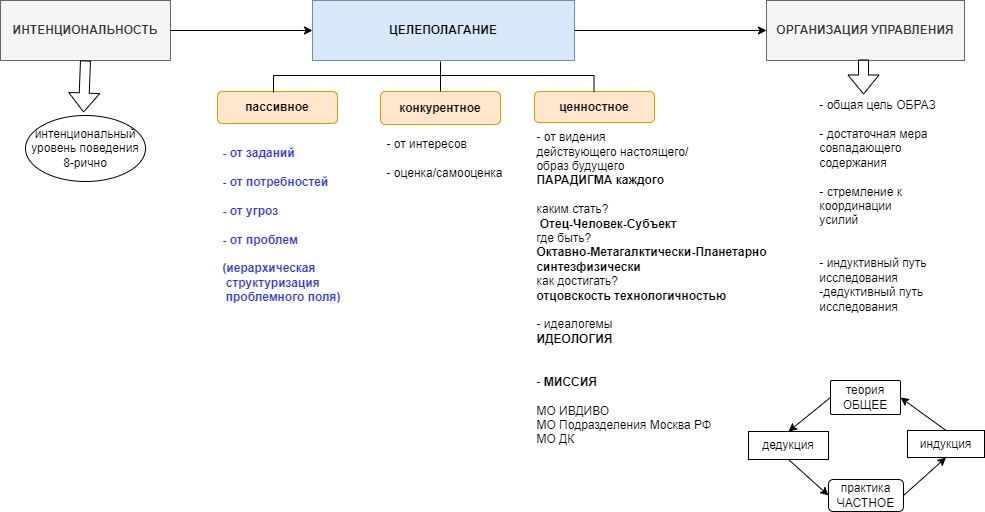 ИНТЕНЦИОНАЛЬНОСТЬ
ЦЕЛЕПОЛАГАНИЕ
ОРГАНИЗАЦИЯ УПРАВЛЕНИЯ
интенциональный
уровень поведения
8-рично
пассивное
- от заданий
- от потребностей
- от угроз
- от проблем
(иерархическая
структуризация
проблемного поля)
конкурентное
- от интересов
- оценка/самооценка
ценностное
- от видения
действующего настоящего/
образ будущего
ПАРАДИГМА каждого
каким стать?
Отец-Человек-Субъект
где быть?
Октавно-Метагалктически-Планетарно
синтезфизически
как достигать?
отцовскость технологичностью
- идеалогемы
ИДЕОЛОГИЯ
- МИССИЯ
МО ИВДИВО
МО Подразделения Москва РФ
МО ДК
- общая цель ОБРАЗ
- достаточная мера
совпадающего
содержания
- стремление к
координации
усилий
- индуктивный путь
исследования
-дедуктивный путь
исследования
теория
ОБЩЕЕ
дедукция
индукция
практика
ЧАСТНОЕ